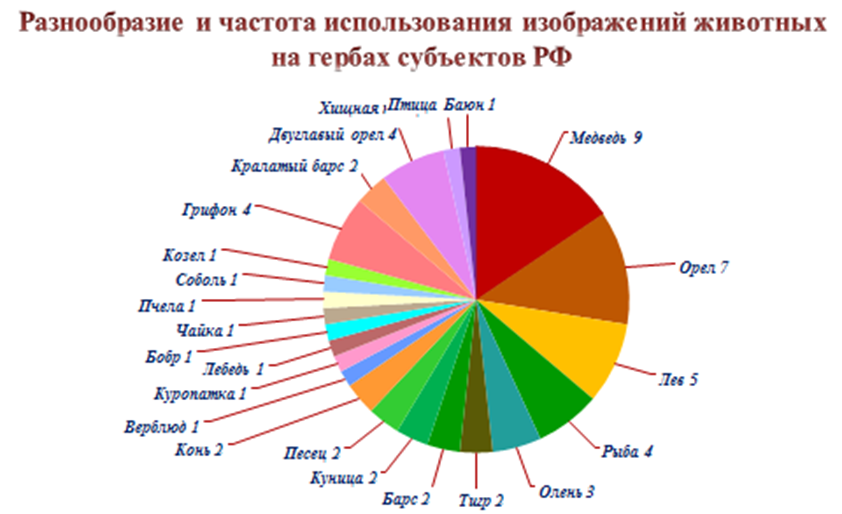 Разнообразие и частота использования изображений животных
на гербах субъектов РФ
Хищная 1 Птица Баюн 1
Двуглавый орел 4
Медведь 9
Кралатый барс 2
Грифон 4
Козел 1
Орел 7
Соболь 1
Пчела 1
Чайка 1
Бобр 1
Лебедь 1
Лев 5
Куропатка 1
Верблюд 1
Конь 2
Песец 2
Рыба 4
Куница 2
Барс 2
Тигр 2
Олень 3